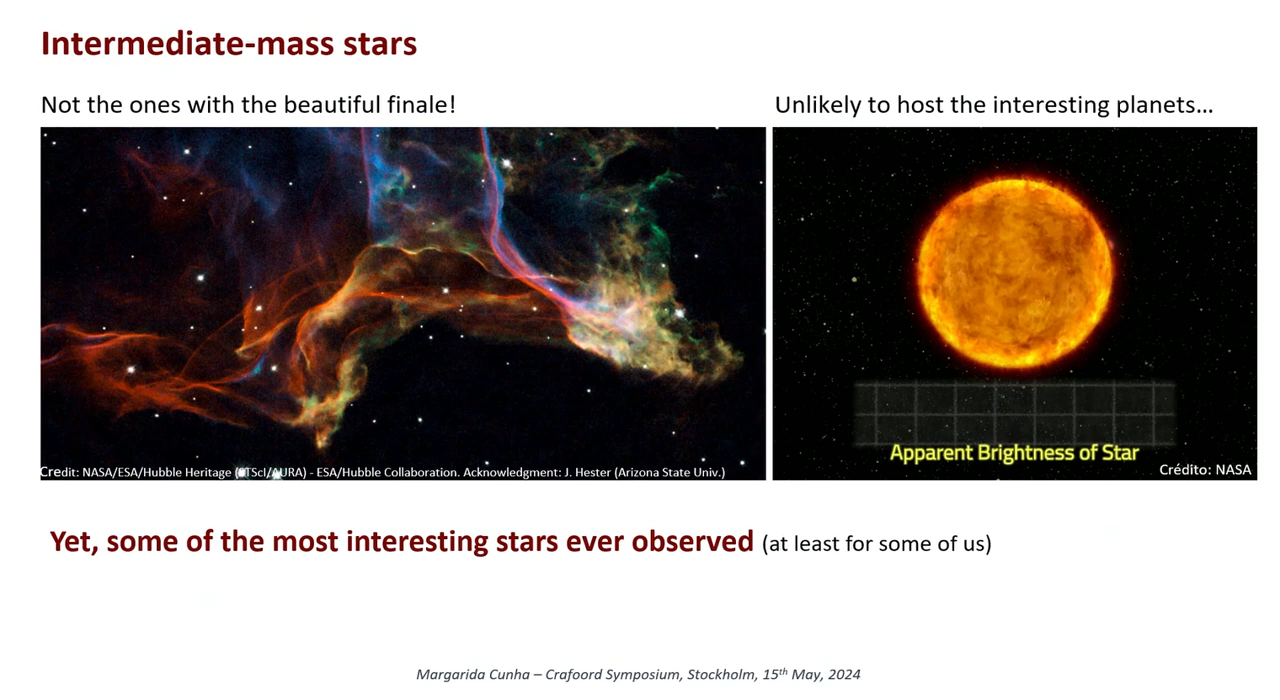 Intermediate-mass stars
Not the ones with the beautiful finale!
Unlikely to host the interesting planets...
Credit: NASA/ESA/Hubble Heritage (STScI/AURA) - ESA/Hubble Collaboration. Acknowledgment: J. Hester (Arizona State Univ.)
Apparent Brightness of Star
Crédito: NASA
Yet, some of the most interesting stars ever observed (at least for some of us)
Margarida Cunha – Crafoord Symposium, Stockholm, 15th May, 2024